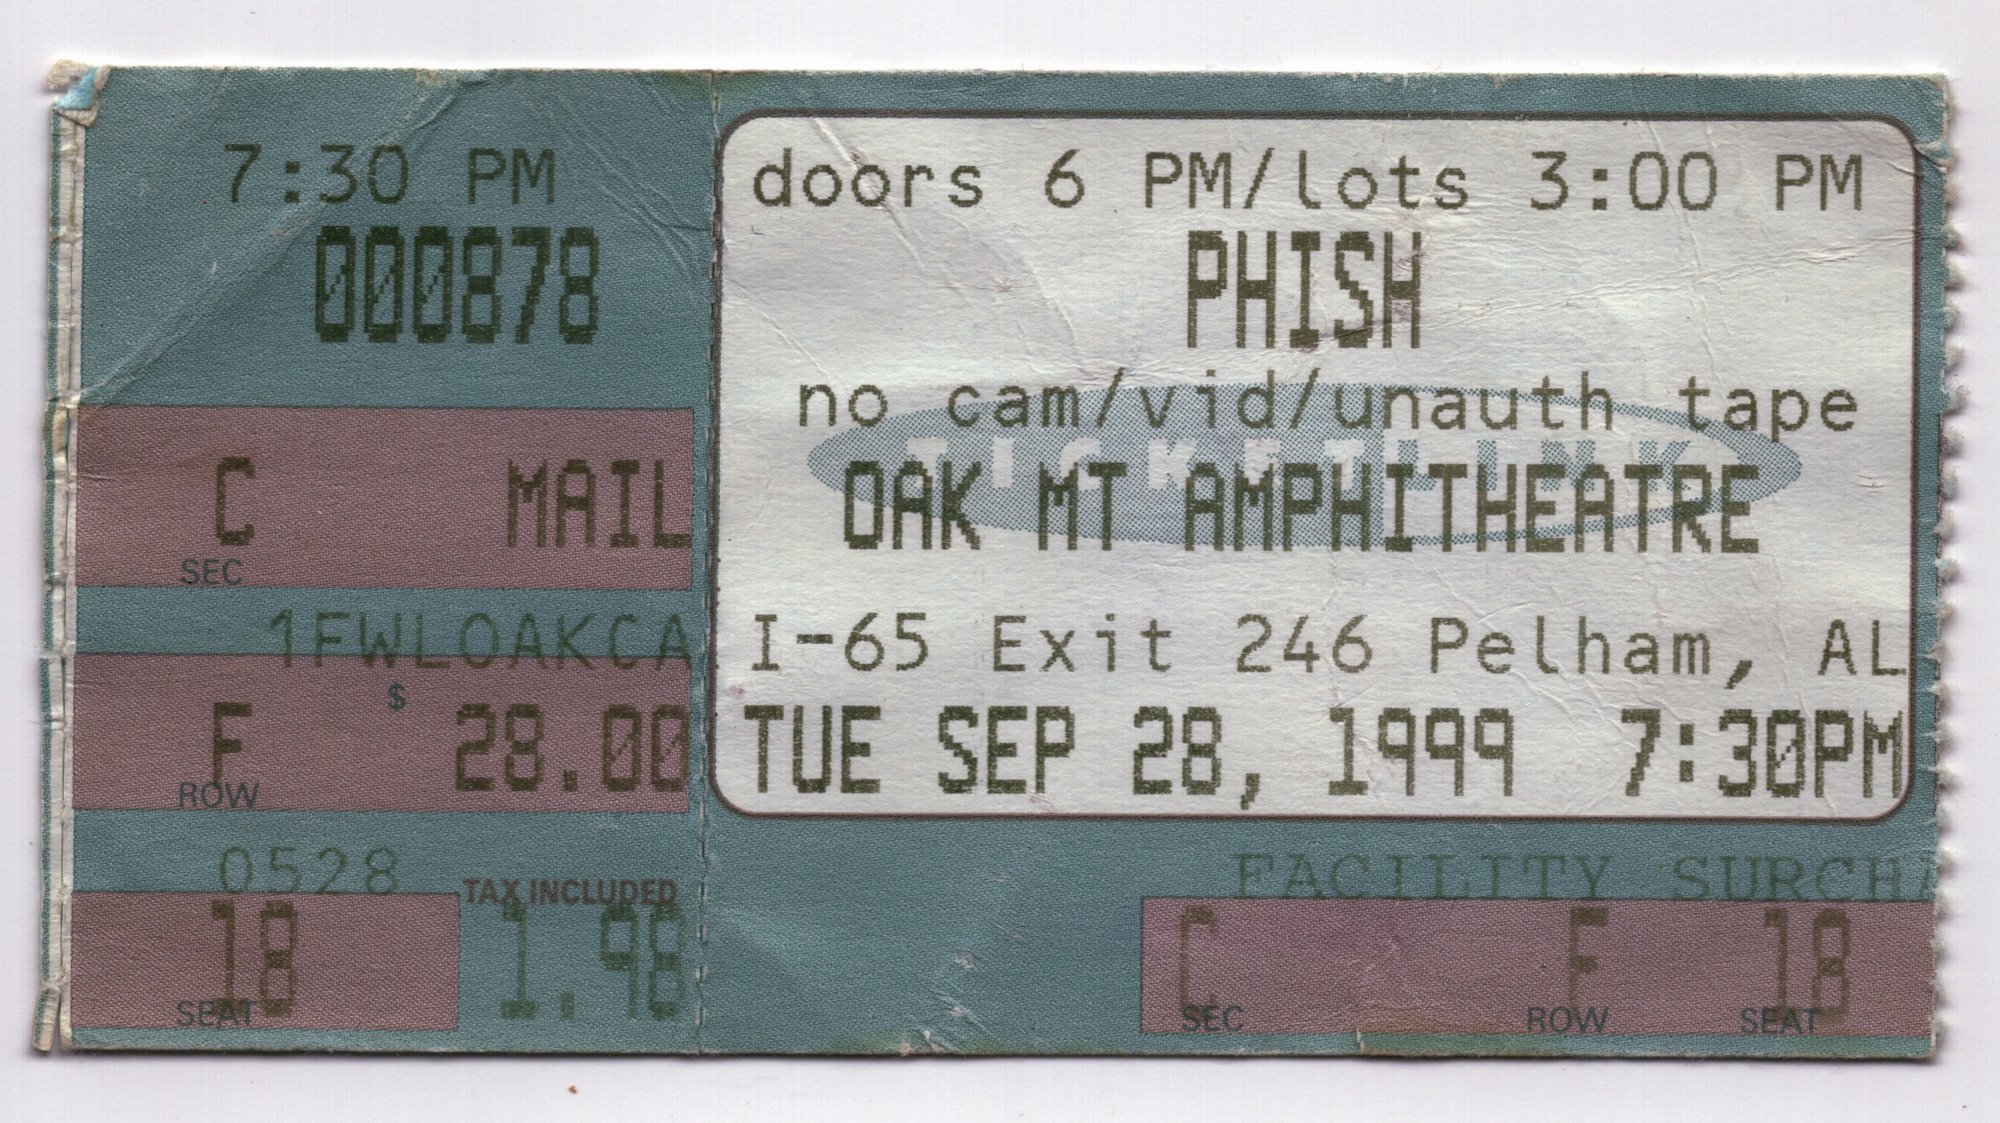 7:30 PM
000878
C MAIL
SEC
1FWLOAKCA
$
F 28.00
ROW
0528
TAX INCLUDED
18 1.98
SEAT
doors 6 PM/lots 3:00 PM
PHISH
no cam/vid/unauth tape
TICKETLINK
OAK MT AMPHITHEATRE
I-65 Exit 246 Pelham, AL
TUE SEP 28, 1999 7:30PM
FACILITY SURCHA
C F 18
SEC ROW SEAT